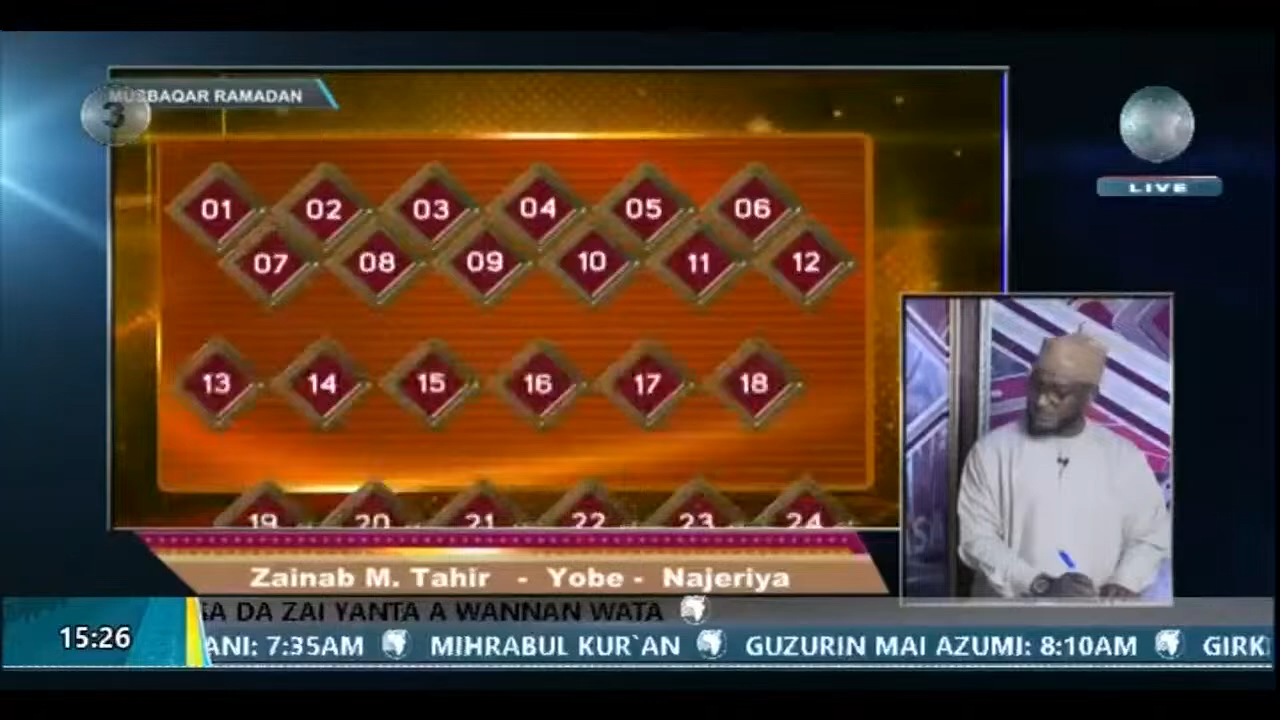 MUSBAQAR RAMADAN
3
LIVE
01 02 03 04 05 06
07 08 09 10 11 12
13 14 15 16 17 18
19 20 21 22 23 24
Zainab M. Tahir - Yobe - Najeriya
DA ZAI YANTA A WANNAN WATA
15:26
ANI: 7:35AM MIHRABUL KUR`AN GUZURIN MAI AZUMI: 8:10AM GIRK